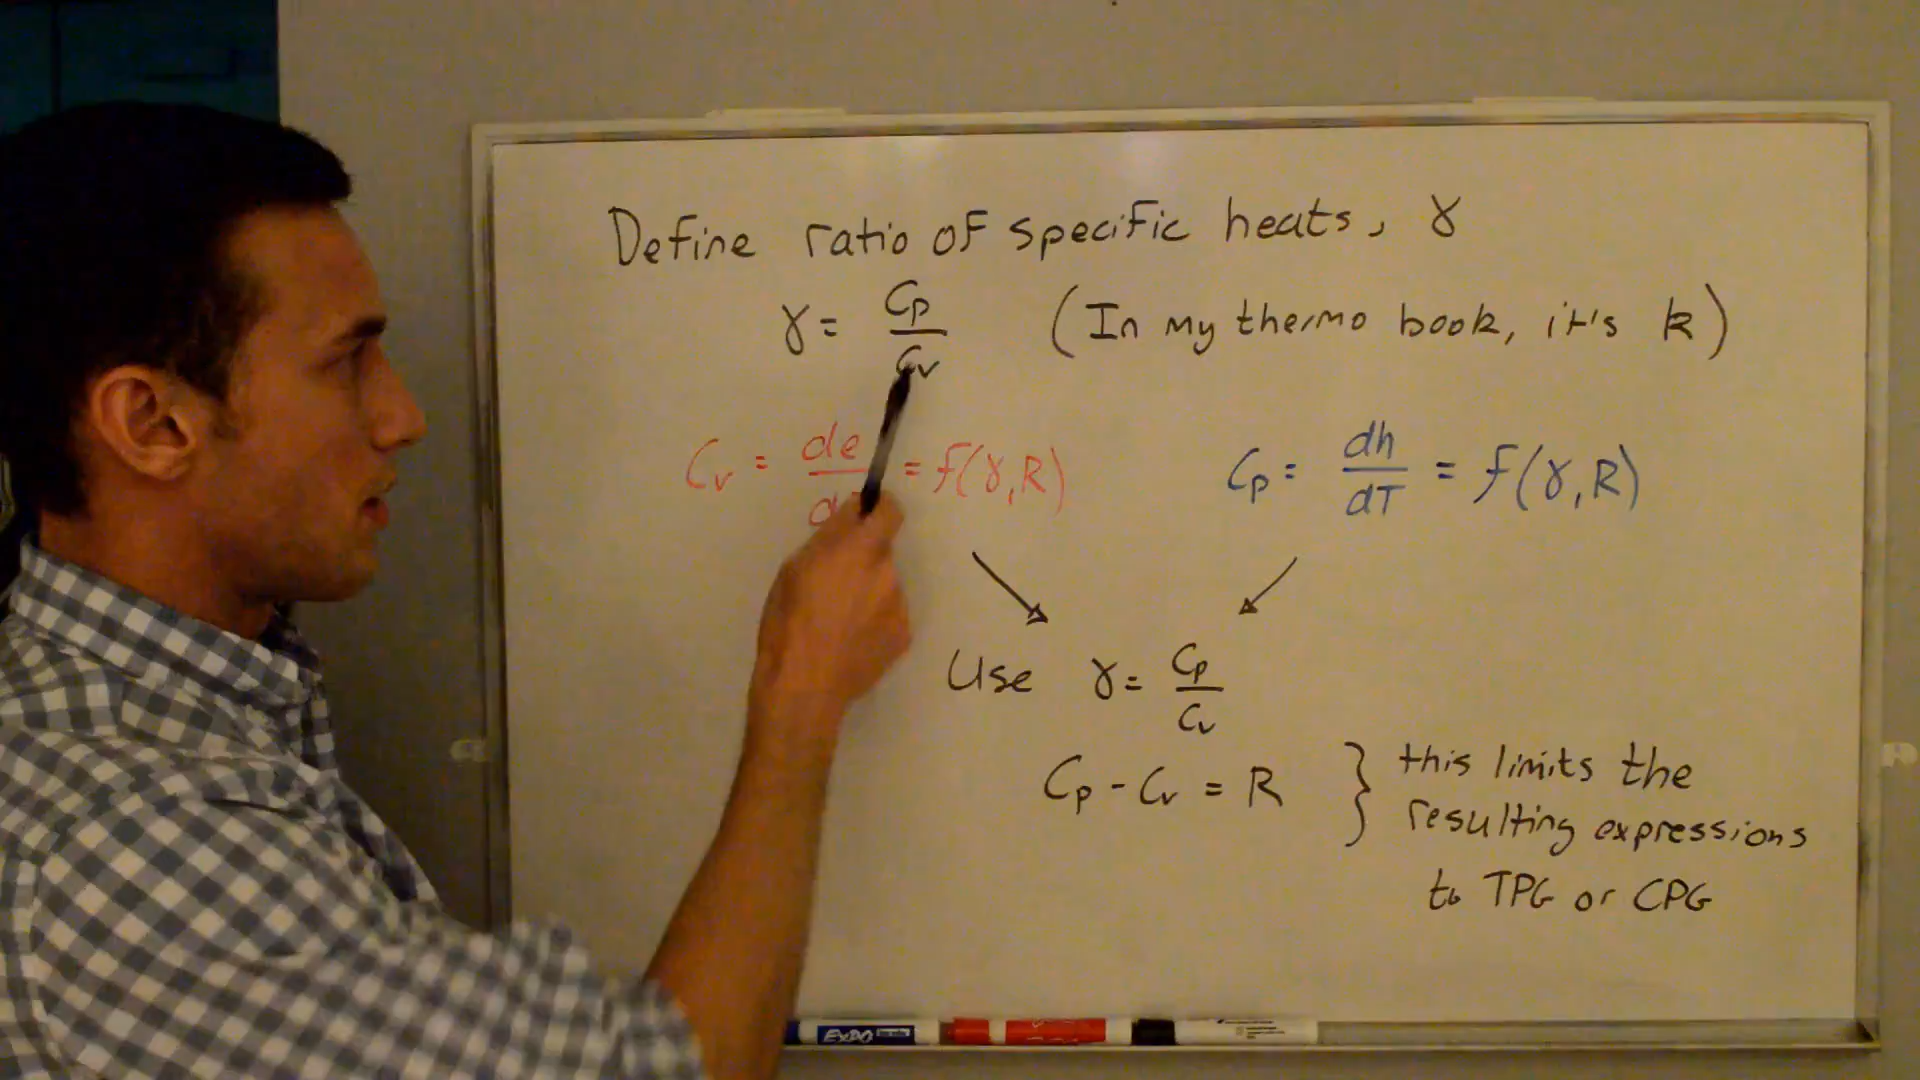 Define ratio of specific heats, γ
γ = Cp/Cv (In my thermo book, it's k)
Cv = de/d = f(γ,R)
Cp = dh/dT = f(γ,R)
Use γ = Cp/Cv
Cp - Cv = R } this limits the
resulting expressions
to TPG or CPG
EXPO